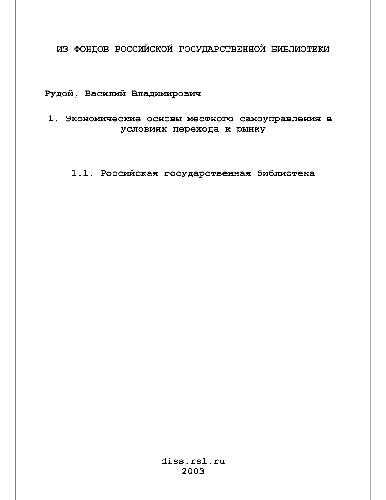 ИЗ ФОНДОВ РОССИЙСКОЙ ГОСУДАРСТВЕННОЙ БИБЛИОТЕКИ
Рудой, Василий Владимирович
1. Экономические основы местного самоуправления в
условиях перехода к рынку
1.1. Российская государственная библиотека
diss.rsl.ru
2003